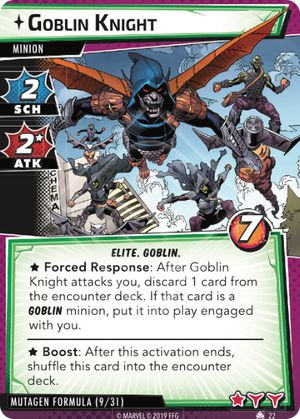 GOBLIN KNIGHT
MINION
2
SCH
2
ATK
7
ELITE. GOBLIN.
Forced Response: After Goblin
Knight attacks you, discard 1 card from
the encounter deck. If that card is a
GOBLIN minion, put it into play engaged
with you.
Boost: After this activation ends,
shuffle this card into the encounter
deck.
MUTAGEN FORMULA (9/31)
© MARVEL © 2019 FFG
22